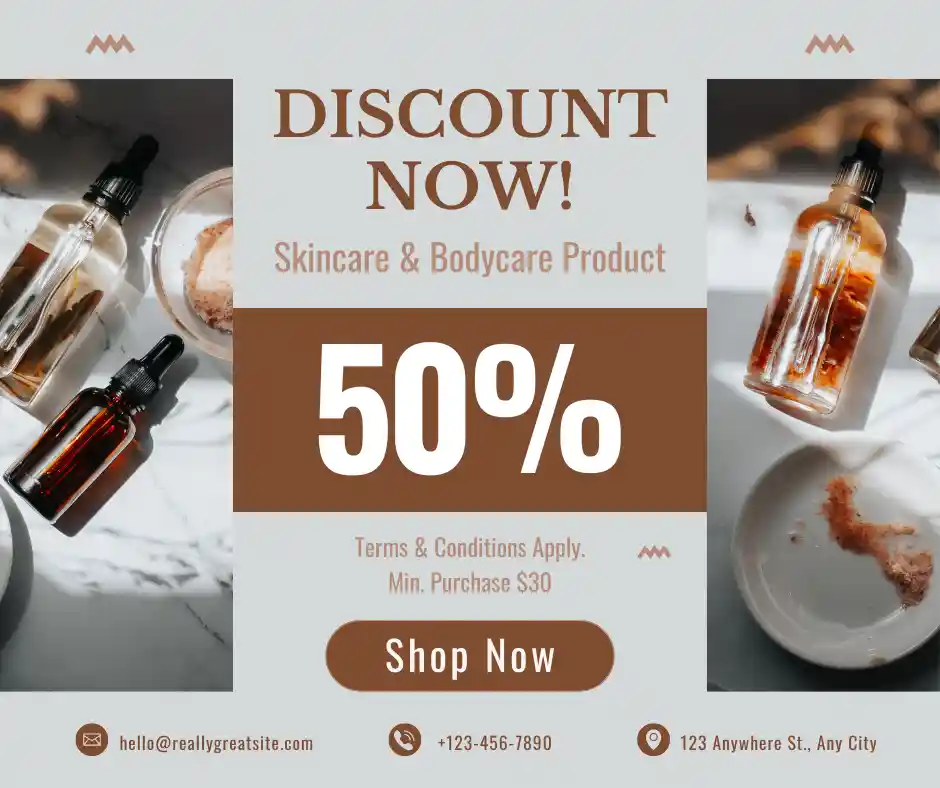 DISCOUNT
NOW!
Skincare & Bodycare Product
50%
Terms & Conditions Apply.
Min. Purchase $30
Shop Now
hello@reallygreatsite.com
+123-456-7890
123 Anywhere St., Any City